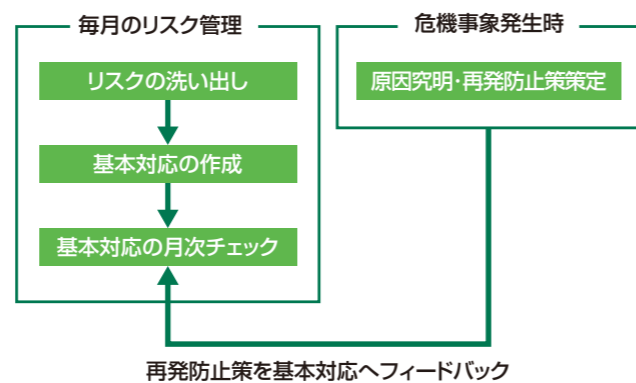 毎月のリスク管理
リスクの洗い出し
基本対応の作成
基本対応の月次チェック
危機事象発生時
原因究明・再発防止策策定
再発防止策を基本対応へフィードバック